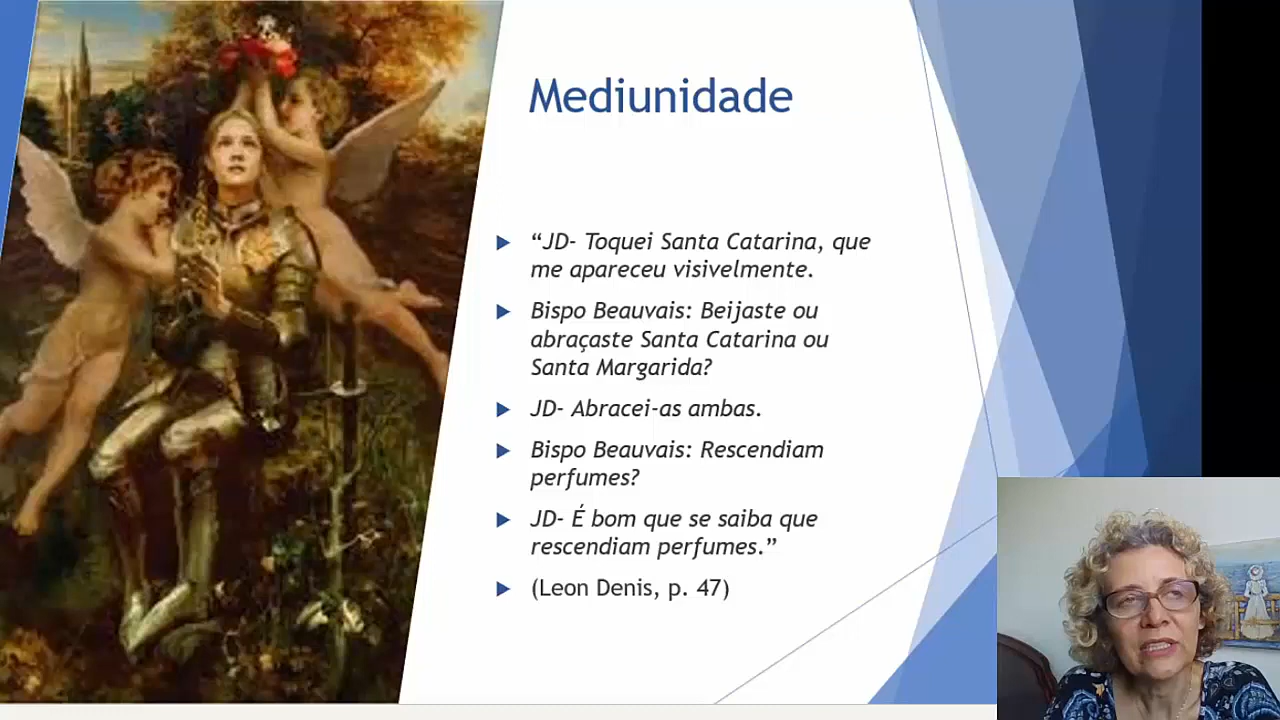 Mediunidade
“JD- Toquei Santa Catarina, que
me apareceu visivelmente.
Bispo Beauvais: Beijaste ou
abraçaste Santa Catarina ou
Santa Margarida?
JD- Abracei-as ambas.
Bispo Beauvais: Rescendiam
perfumes?
JD- É bom que se saiba que
rescendiam perfumes.”
(Leon Denis, p. 47)